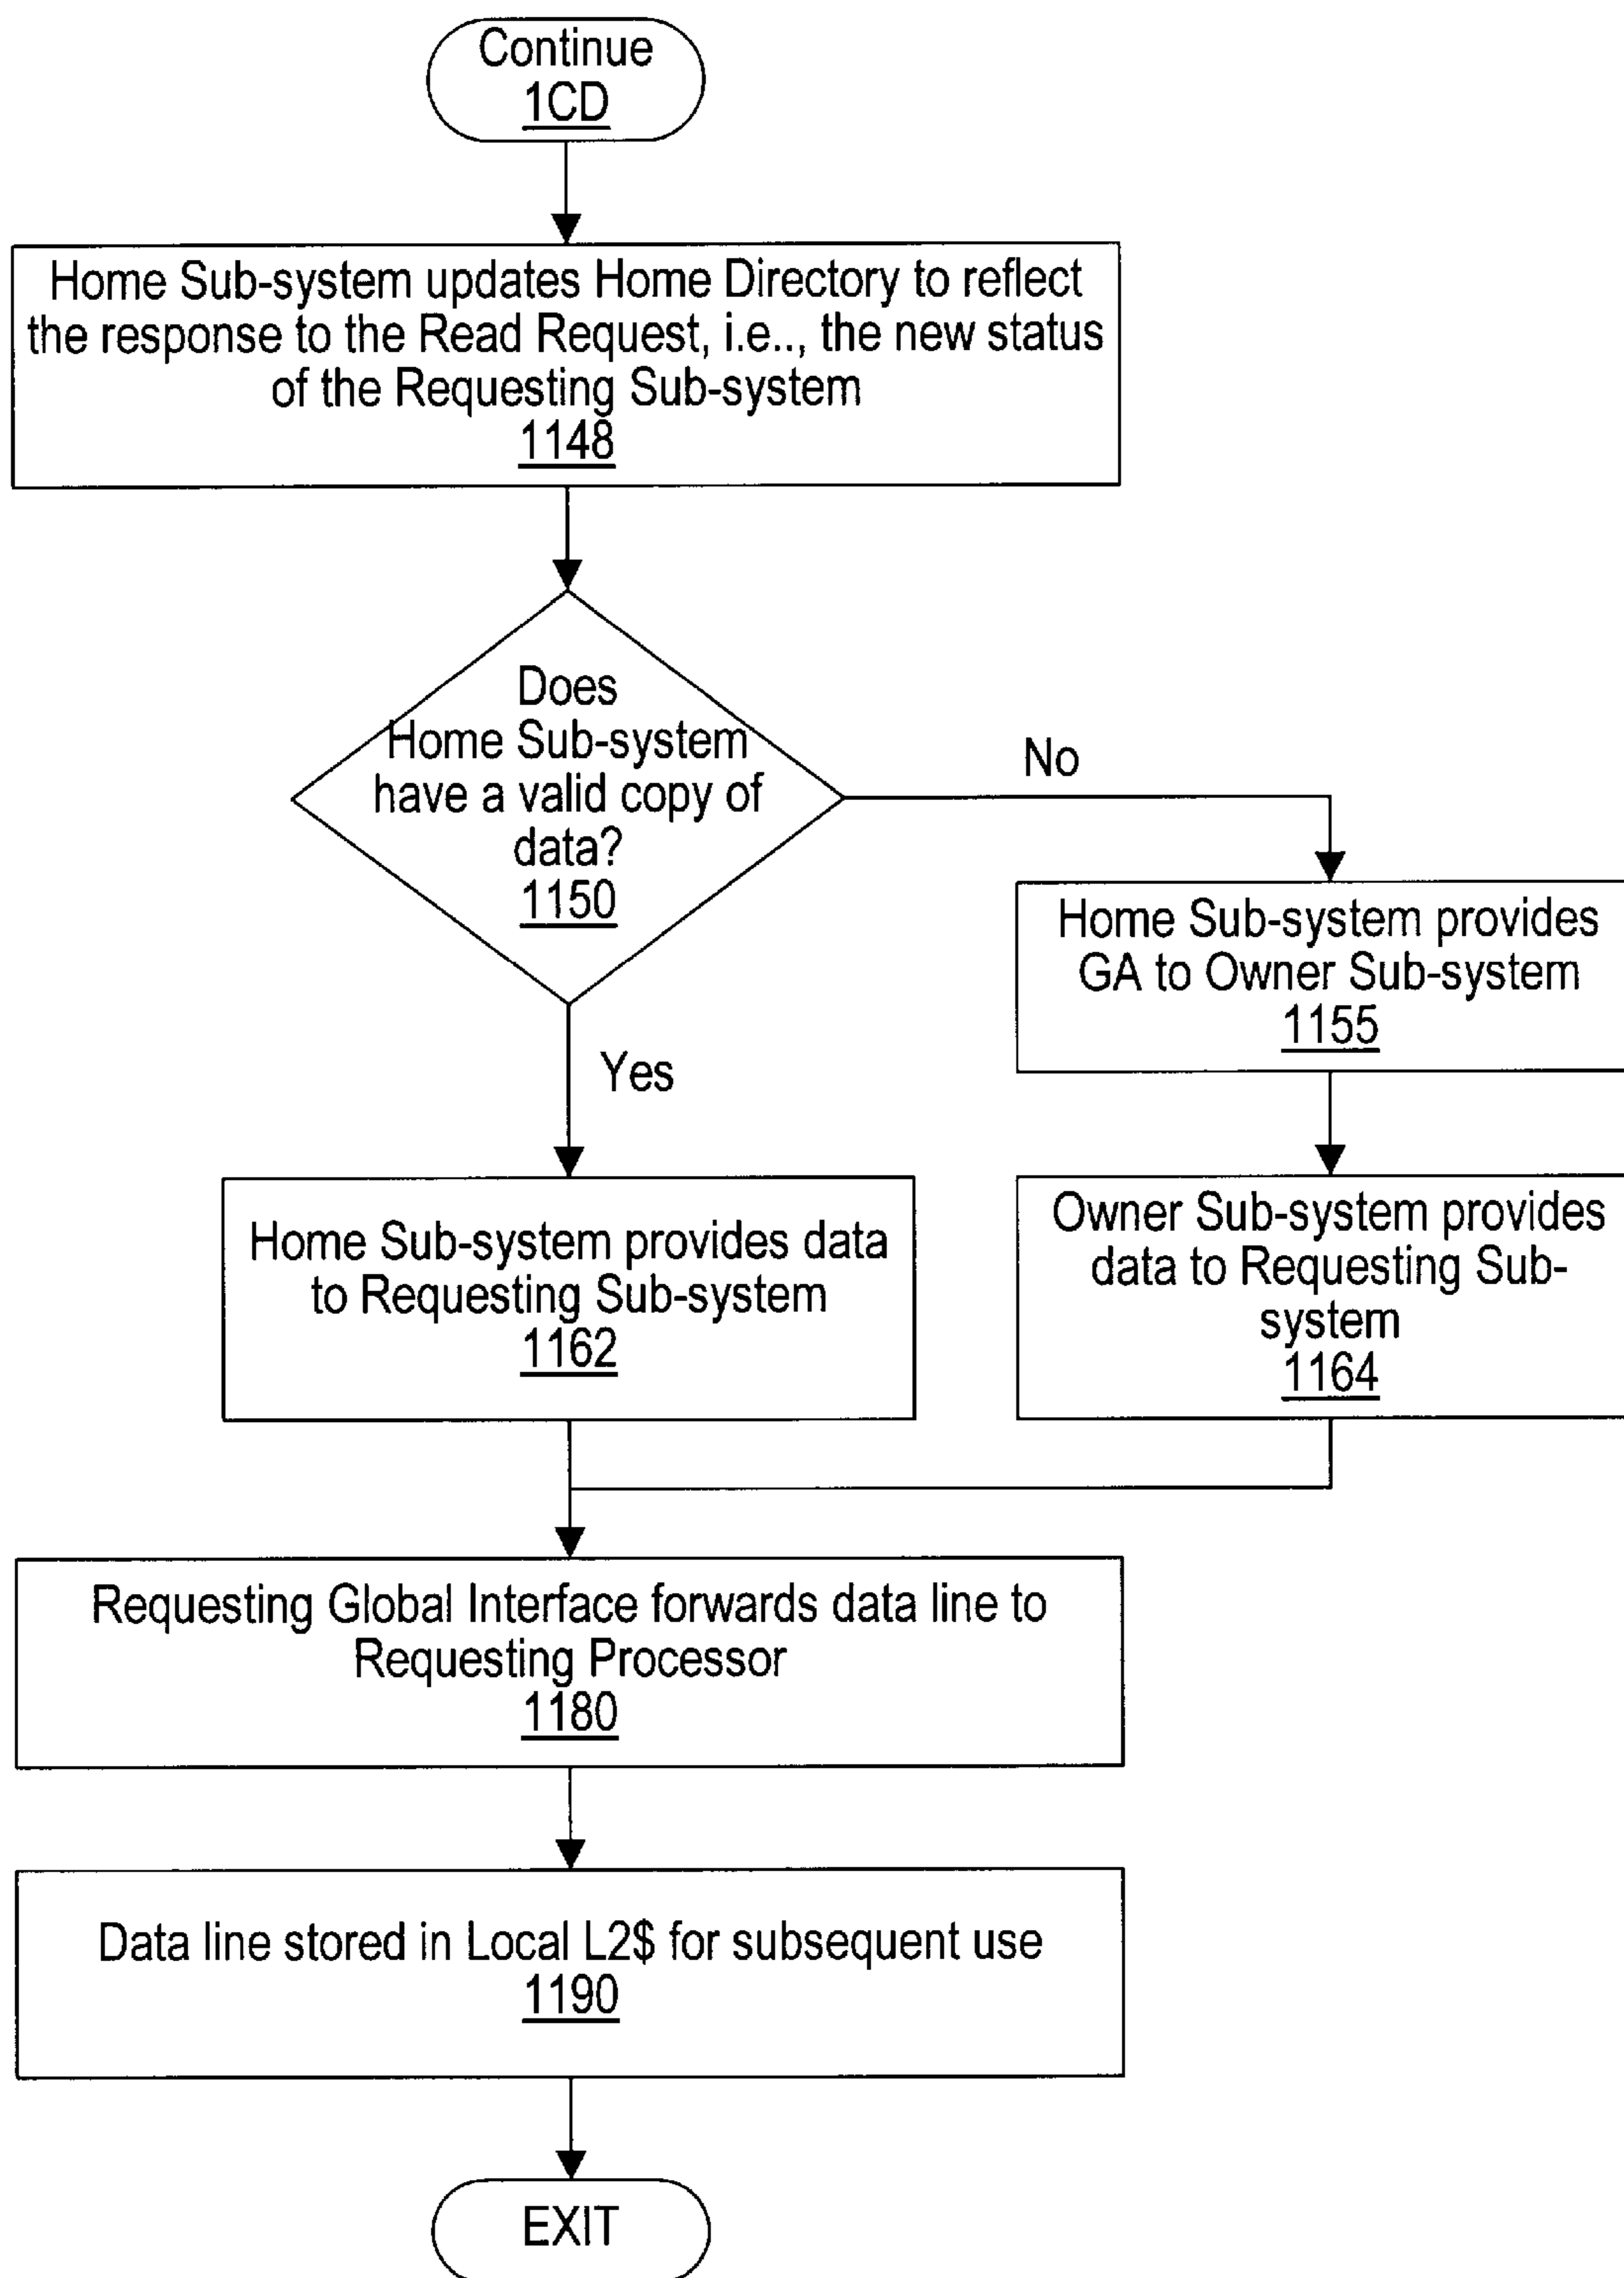 Continue
1CD
Home Sub-system updates Home Directory to reflect
the response to the Read Request, i.e.., the new status
of the Requesting Sub-system
1148
Does
Home Sub-system
have a valid copy of
data?
1150
No
Home Sub-system provides
GA to Owner Sub-system
1155
Yes
Home Sub-system provides data
to Requesting Sub-system
1162
Owner Sub-system provides
data to Requesting Sub-
system
1164
Requesting Global Interface forwards data line to
Requesting Processor
1180
Data line stored in Local L2$ for subsequent use
1190
EXIT